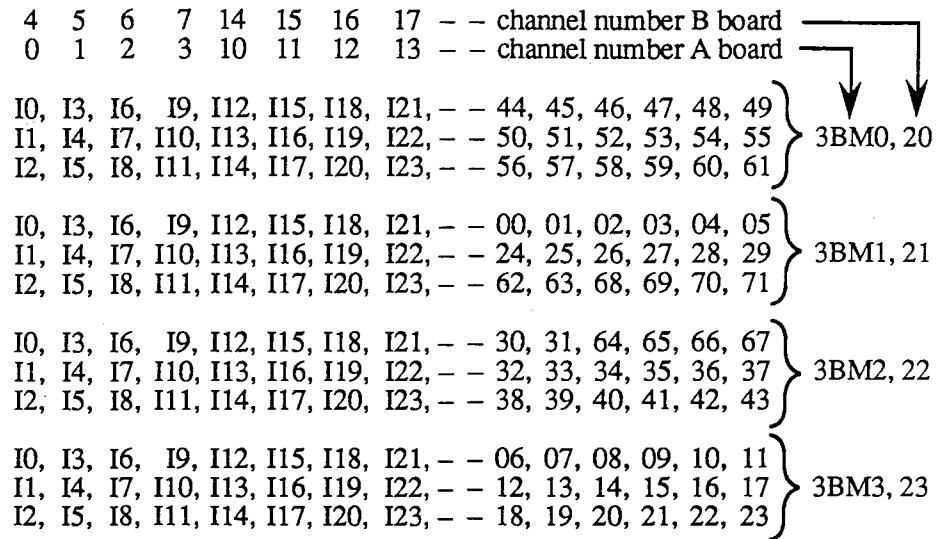 4 5 6 7 14 15 16 17 – – channel number B board
0 1 2 3 10 11 12 13 – – channel number A board
I0, I3, I6, I9, I12, I15, I18, I21, – – 44, 45, 46, 47, 48, 49
I1, I4, I7, I10, I13, I16, I19, I22, – – 50, 51, 52, 53, 54, 55 3BM0, 20
I2, I5, I8, I11, I14, I17, I20, I23, – – 56, 57, 58, 59, 60, 61
I0, I3, I6, I9, I12, I15, I18, I21, – – 00, 01, 02, 03, 04, 05
I1, I4, I7, I10, I13, I16, I19, I22, – – 24, 25, 26, 27, 28, 29 3BM1, 21
I2, I5, I8, I11, I14, I17, I20, I23, – – 62, 63, 68, 69, 70, 71
I0, I3, I6, I9, I12, I15, I18, I21, – – 30, 31, 64, 65, 66, 67
I1, I4, I7, I10, I13, I16, I19, I22, – – 32, 33, 34, 35, 36, 37 3BM2, 22
I2, I5, I8, I11, I14, I17, I20, I23, – – 38, 39, 40, 41, 42, 43
I0, I3, I6, I9, I12, I15, I18, I21, – – 06, 07, 08, 09, 10, 11
I1, I4, I7, I10, I13, I16, I19, I22, – – 12, 13, 14, 15, 16, 17 3BM3, 23
I2, I5, I8, I11, I14, I17, I20, I23, – – 18, 19, 20, 21, 22, 23